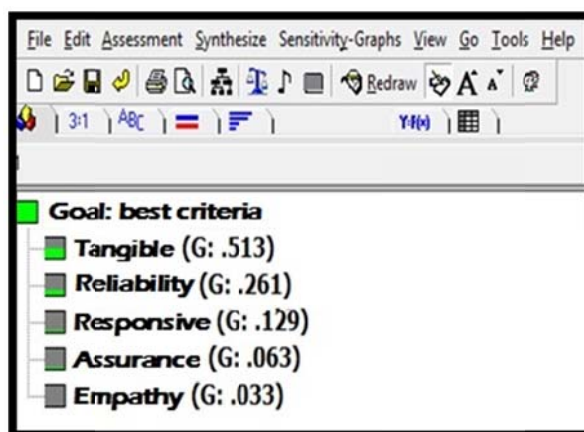 File Edit Assessment Synthesize Sensitivity-Graphs View Go Tools Help
Redraw A A
3:1 ABC Y:F(x)
Goal: best criteria
Tangible (G: .513)
Reliability (G: .261)
Responsive (G: .129)
Assurance (G: .063)
Empathy (G: .033)